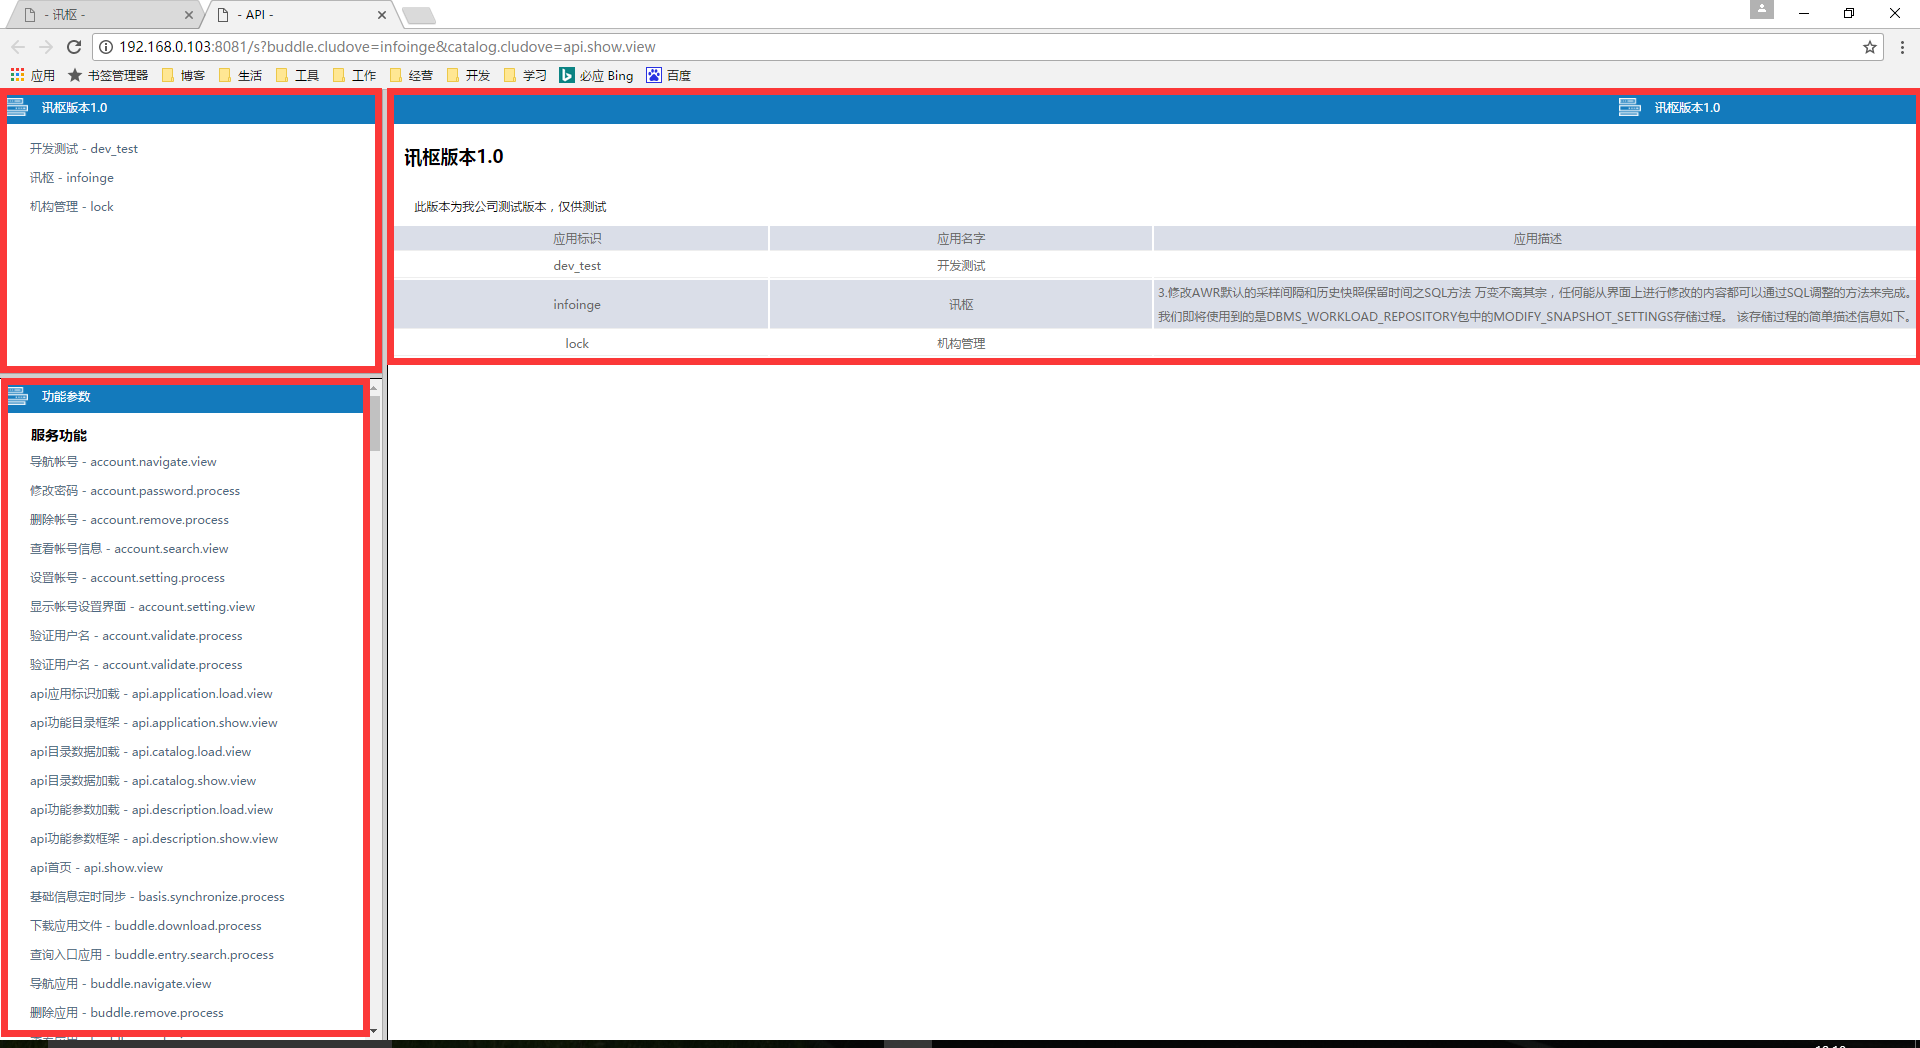 - 讯枢 -
- API -
192.168.0.103:8081/s?buddle.cludove=infoinge&catalog.cludove=api.show.view
应用 书签管理器 博客 生活 工具 工作 经营 开发 学习 必应 Bing 百度
讯枢版本1.0
开发测试 - dev_test
讯枢 - infoinge
机构管理 - lock
功能参数
服务功能
导航帐号 - account.navigate.view
修改密码 - account.password.process
删除帐号 - account.remove.process
查看帐号信息 - account.search.view
设置帐号 - account.setting.process
显示帐号设置界面 - account.setting.view
验证用户名 - account.validate.process
验证用户名 - account.validate.process
api应用标识加载 - api.application.load.view
api功能目录框架 - api.application.show.view
api目录数据加载 - api.catalog.load.view
api目录数据加载 - api.catalog.show.view
api功能参数加载 - api.description.load.view
api功能参数框架 - api.description.show.view
api首页 - api.show.view
基础信息定时同步 - basis.synchronize.process
下载应用文件 - buddle.download.process
查询入口应用 - buddle.entry.search.process
导航应用 - buddle.navigate.view
删除应用 - buddle.remove.process
讯枢版本1.0
讯枢版本1.0
此版本为我公司测试版本，仅供测试
应用标识 应用名字 应用描述
dev_test 开发测试
infoinge 讯枢 3.修改AWR默认的采样间隔和历史快照保留时间之SQL方法 万变不离其宗，任何能从界面上进行修改的内容都可以通过SQL调整的方法来完成。
我们即将使用到的是DBMS_WORKLOAD_REPOSITORY包中的MODIFY_SNAPSHOT_SETTINGS存储过程。 该存储过程的简单描述信息如下。
lock 机构管理